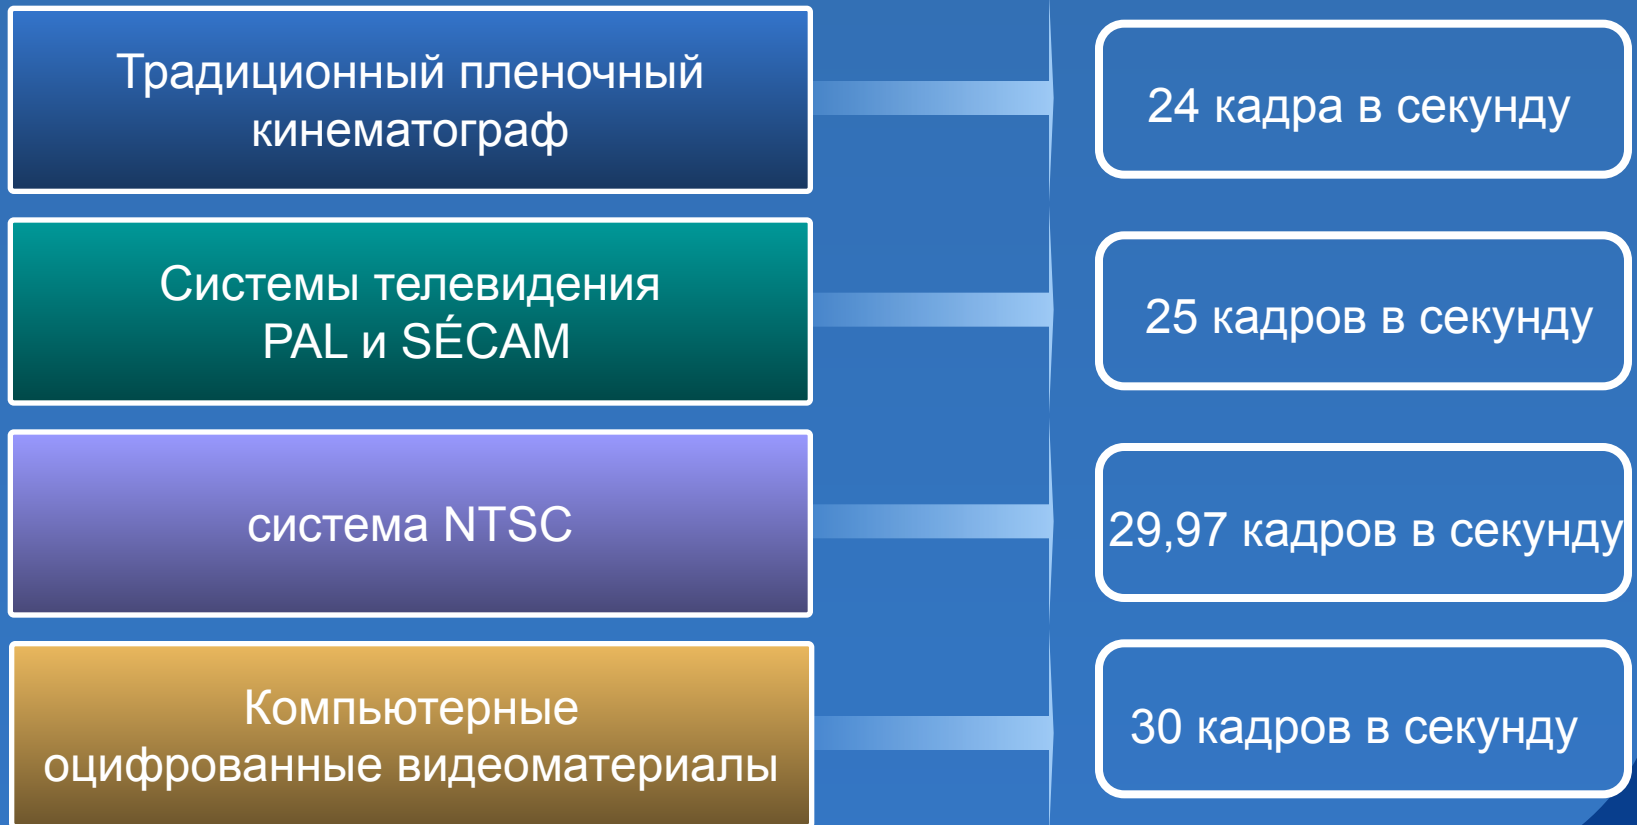 Традиционный пленочный
кинематограф
24 кадра в секунду
Системы телевидения
PAL и SÉCAM
25 кадров в секунду
система NTSC
29,97 кадров в секунду
Компьютерные
оцифрованные видеоматериалы
30 кадров в секунду